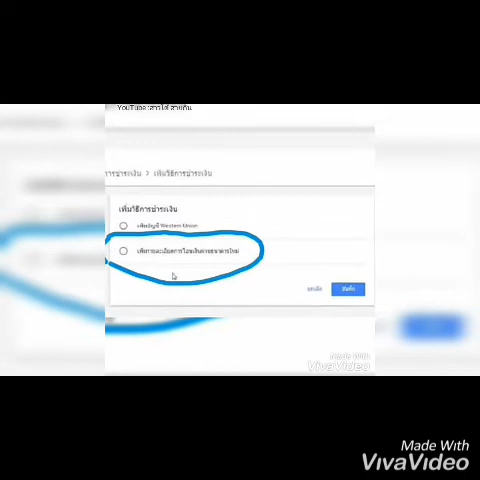 YouTube :สารใต้ สายกิน
การชำระเงิน > เพิ่มวิธีการชำระเงิน
เพิ่มวิธีการชำระเงิน
เพิ่มบัญชี Western Union
เพิ่มรายละเอียดการโอนเงินผ่านธนาคารใหม่
ยกเลิก บันทึก
Made With
VivaVideo
Made With
VivaVideo